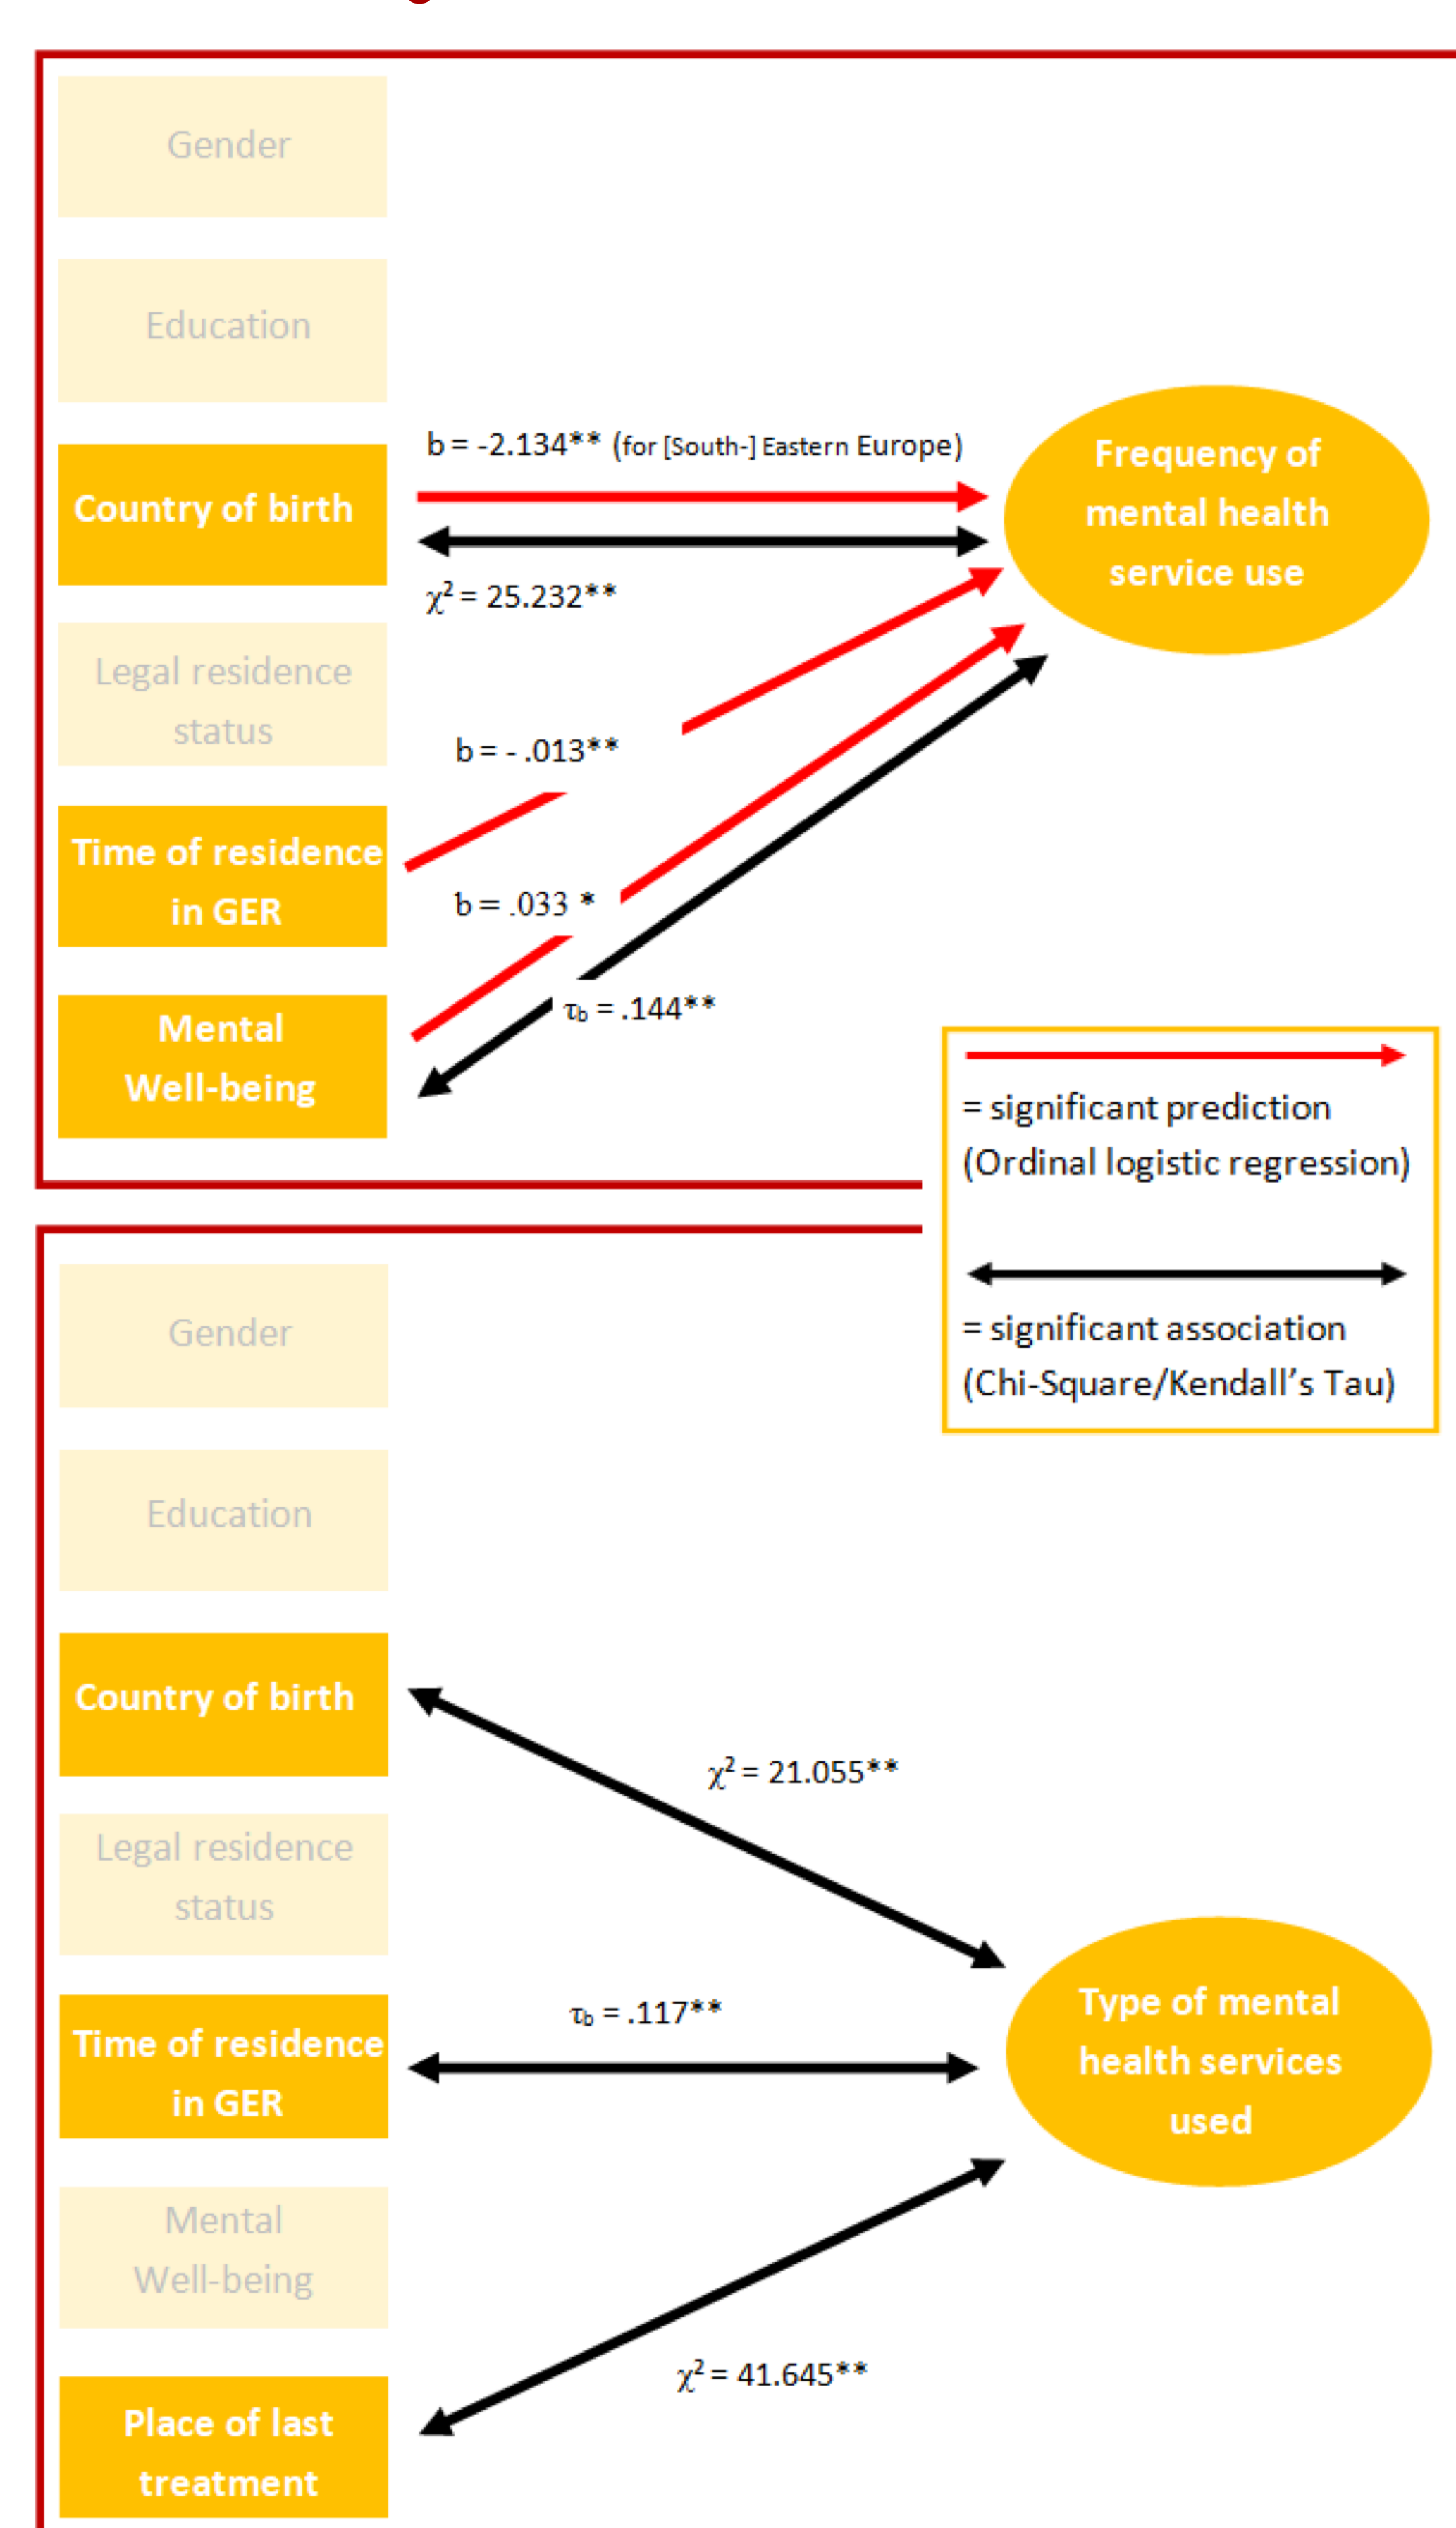 Gender
Education
b = -2.134** (for [South-] Eastern Europe)
Country of birth
χ² = 25.232**
Frequency of
mental health
service use
Legal residence
status
b = - .013**
Time of residence
in GER
b = .033 *
Mental
Well-being
τb = .144**
= significant prediction
(Ordinal logistic regression)
= significant association
(Chi-Square/Kendall's Tau)
Gender
Education
Country of birth
χ² = 21.055**
Legal residence
status
τb = .117**
Time of residence
in GER
Type of mental
health services
used
Mental
Well-being
χ² = 41.645**
Place of last
treatment